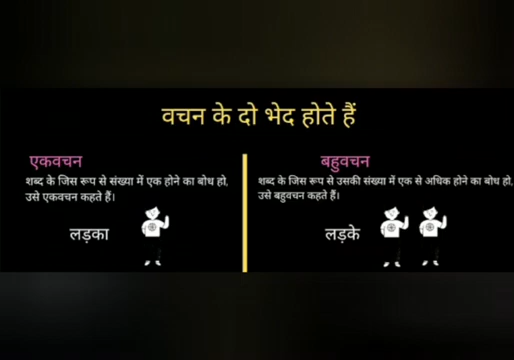 वचन के दो भेद होते हैं
एकवचन
शब्द के जिस रूप से संख्या में एक होने का बोध हो,
उसे एकवचन कहते हैं।
लड़का
बहुवचन
शब्द के जिस रूप से उसकी संख्या में एक से अधिक होने का बोध हो,
उसे बहुवचन कहते हैं।
लड़के